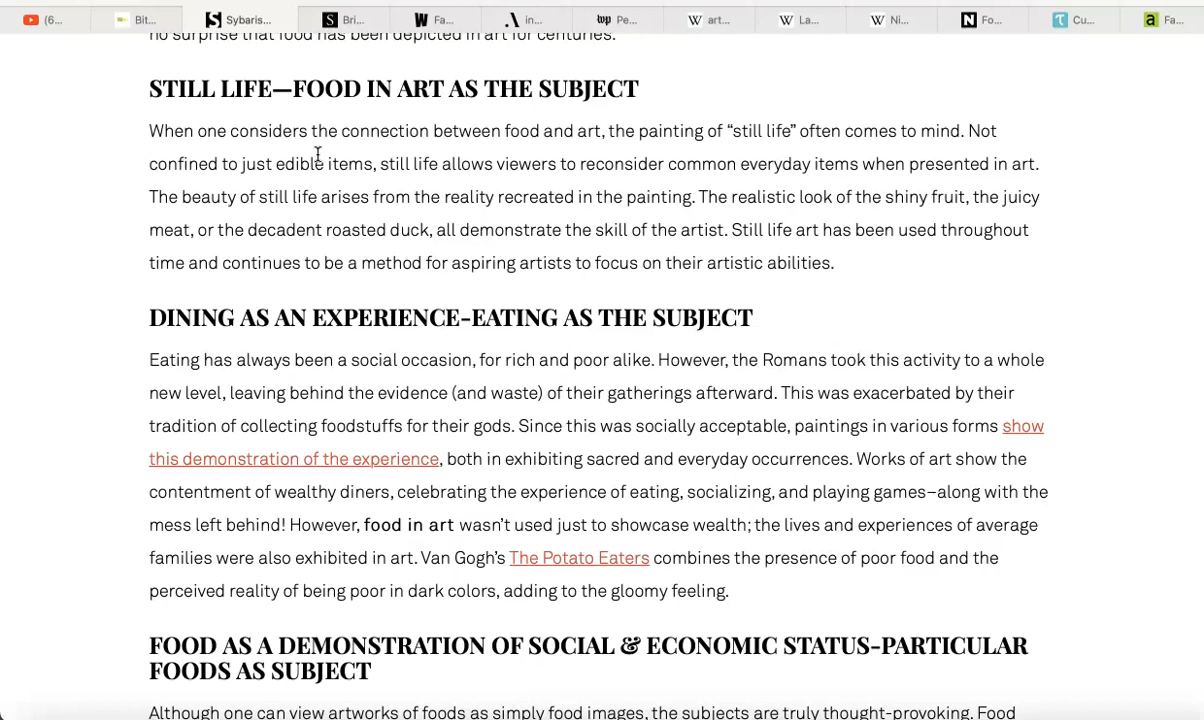 (6...
Bit...
Sybaris...
Bri...
Fa...
in...
Pe...
art...
La...
Ni...
Fo...
Cu...
Fa...
no surprise that food has been depicted in art for centuries.
STILL LIFE—FOOD IN ART AS THE SUBJECT
When one considers the connection between food and art, the painting of “still life” often comes to mind. Not
confined to just edible items, still life allows viewers to reconsider common everyday items when presented in art.
The beauty of still life arises from the reality recreated in the painting. The realistic look of the shiny fruit, the juicy
meat, or the decadent roasted duck, all demonstrate the skill of the artist. Still life art has been used throughout
time and continues to be a method for aspiring artists to focus on their artistic abilities.
DINING AS AN EXPERIENCE-EATING AS THE SUBJECT
Eating has always been a social occasion, for rich and poor alike. However, the Romans took this activity to a whole
new level, leaving behind the evidence (and waste) of their gatherings afterward. This was exacerbated by their
tradition of collecting foodstuffs for their gods. Since this was socially acceptable, paintings in various forms show
this demonstration of the experience, both in exhibiting sacred and everyday occurrences. Works of art show the
contentment of wealthy diners, celebrating the experience of eating, socializing, and playing games–along with the
mess left behind! However, food in art wasn’t used just to showcase wealth; the lives and experiences of average
families were also exhibited in art. Van Gogh’s The Potato Eaters combines the presence of poor food and the
perceived reality of being poor in dark colors, adding to the gloomy feeling.
FOOD AS A DEMONSTRATION OF SOCIAL & ECONOMIC STATUS-PARTICULAR
FOODS AS SUBJECT
Although one can view artworks of foods as simply food images, the subjects are truly thought-provoking. Food